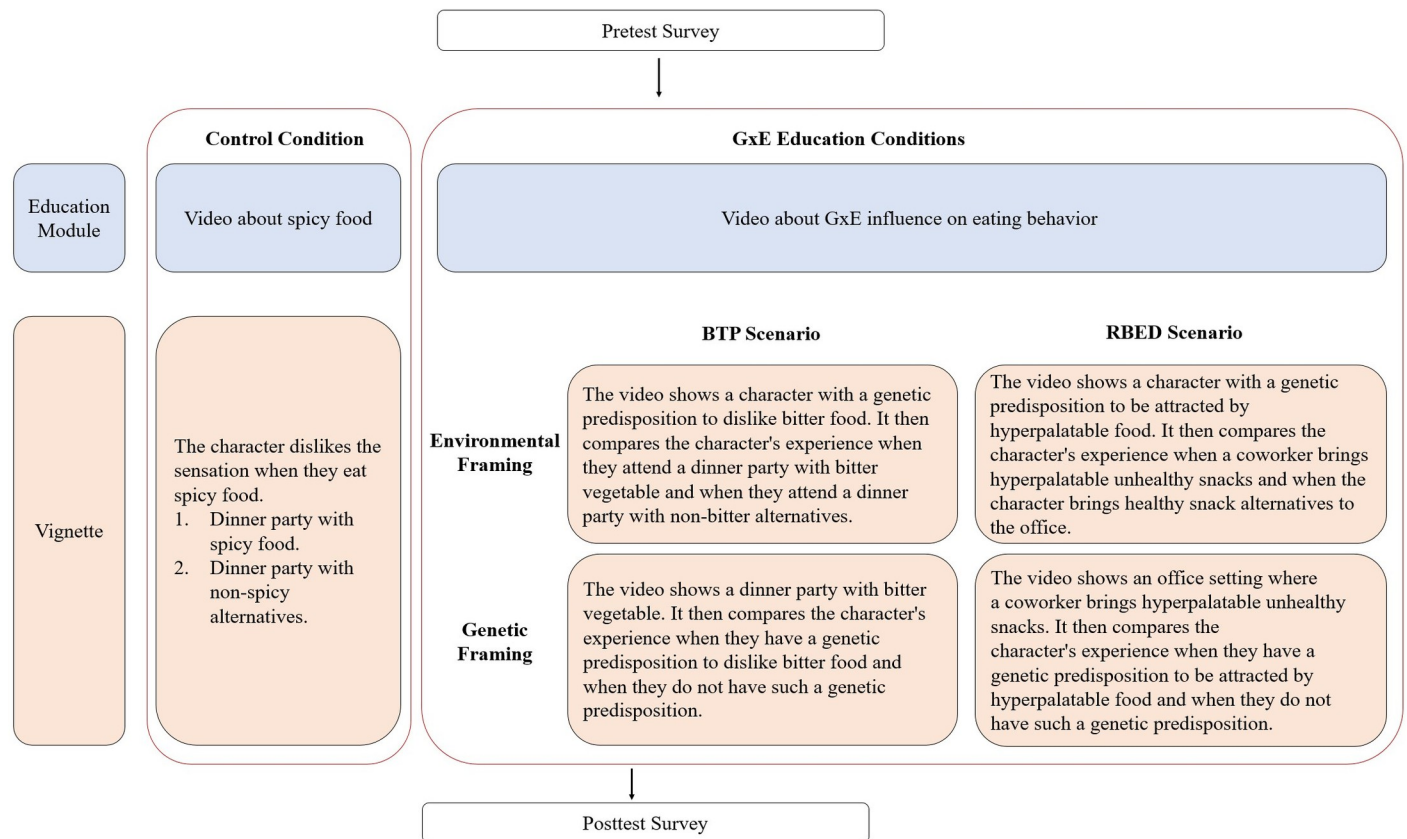 Pretest Survey
Control Condition
GxE Education Conditions
Education
Module
Video about spicy food
Video about GxE influence on eating behavior
BTP Scenario
RBED Scenario
Vignette
The character dislikes the
sensation when they eat
spicy food.
1. Dinner party with
spicy food.
2. Dinner party with
non-spicy
alternatives.
Environmental
Framing
The video shows a character with a genetic
predisposition to dislike bitter food. It then
compares the character's experience when
they attend a dinner party with bitter
vegetable and when they attend a dinner
party with non-bitter alternatives.
The video shows a character with a genetic
predisposition to be attracted by
hyperpalatable food. It then compares the
character's experience when a coworker brings
hyperpalatable unhealthy snacks and when the
character brings healthy snack alternatives to
the office.
Genetic
Framing
The video shows a dinner party with bitter
vegetable. It then compares the character's
experience when they have a genetic
predisposition to dislike bitter food and
when they do not have such a genetic
predisposition.
The video shows an office setting where
a coworker brings hyperpalatable unhealthy
snacks. It then compares the
character's experience when they have a
genetic predisposition to be attracted by
hyperpalatable food and when they do not
have such a genetic predisposition.
Posttest Survey